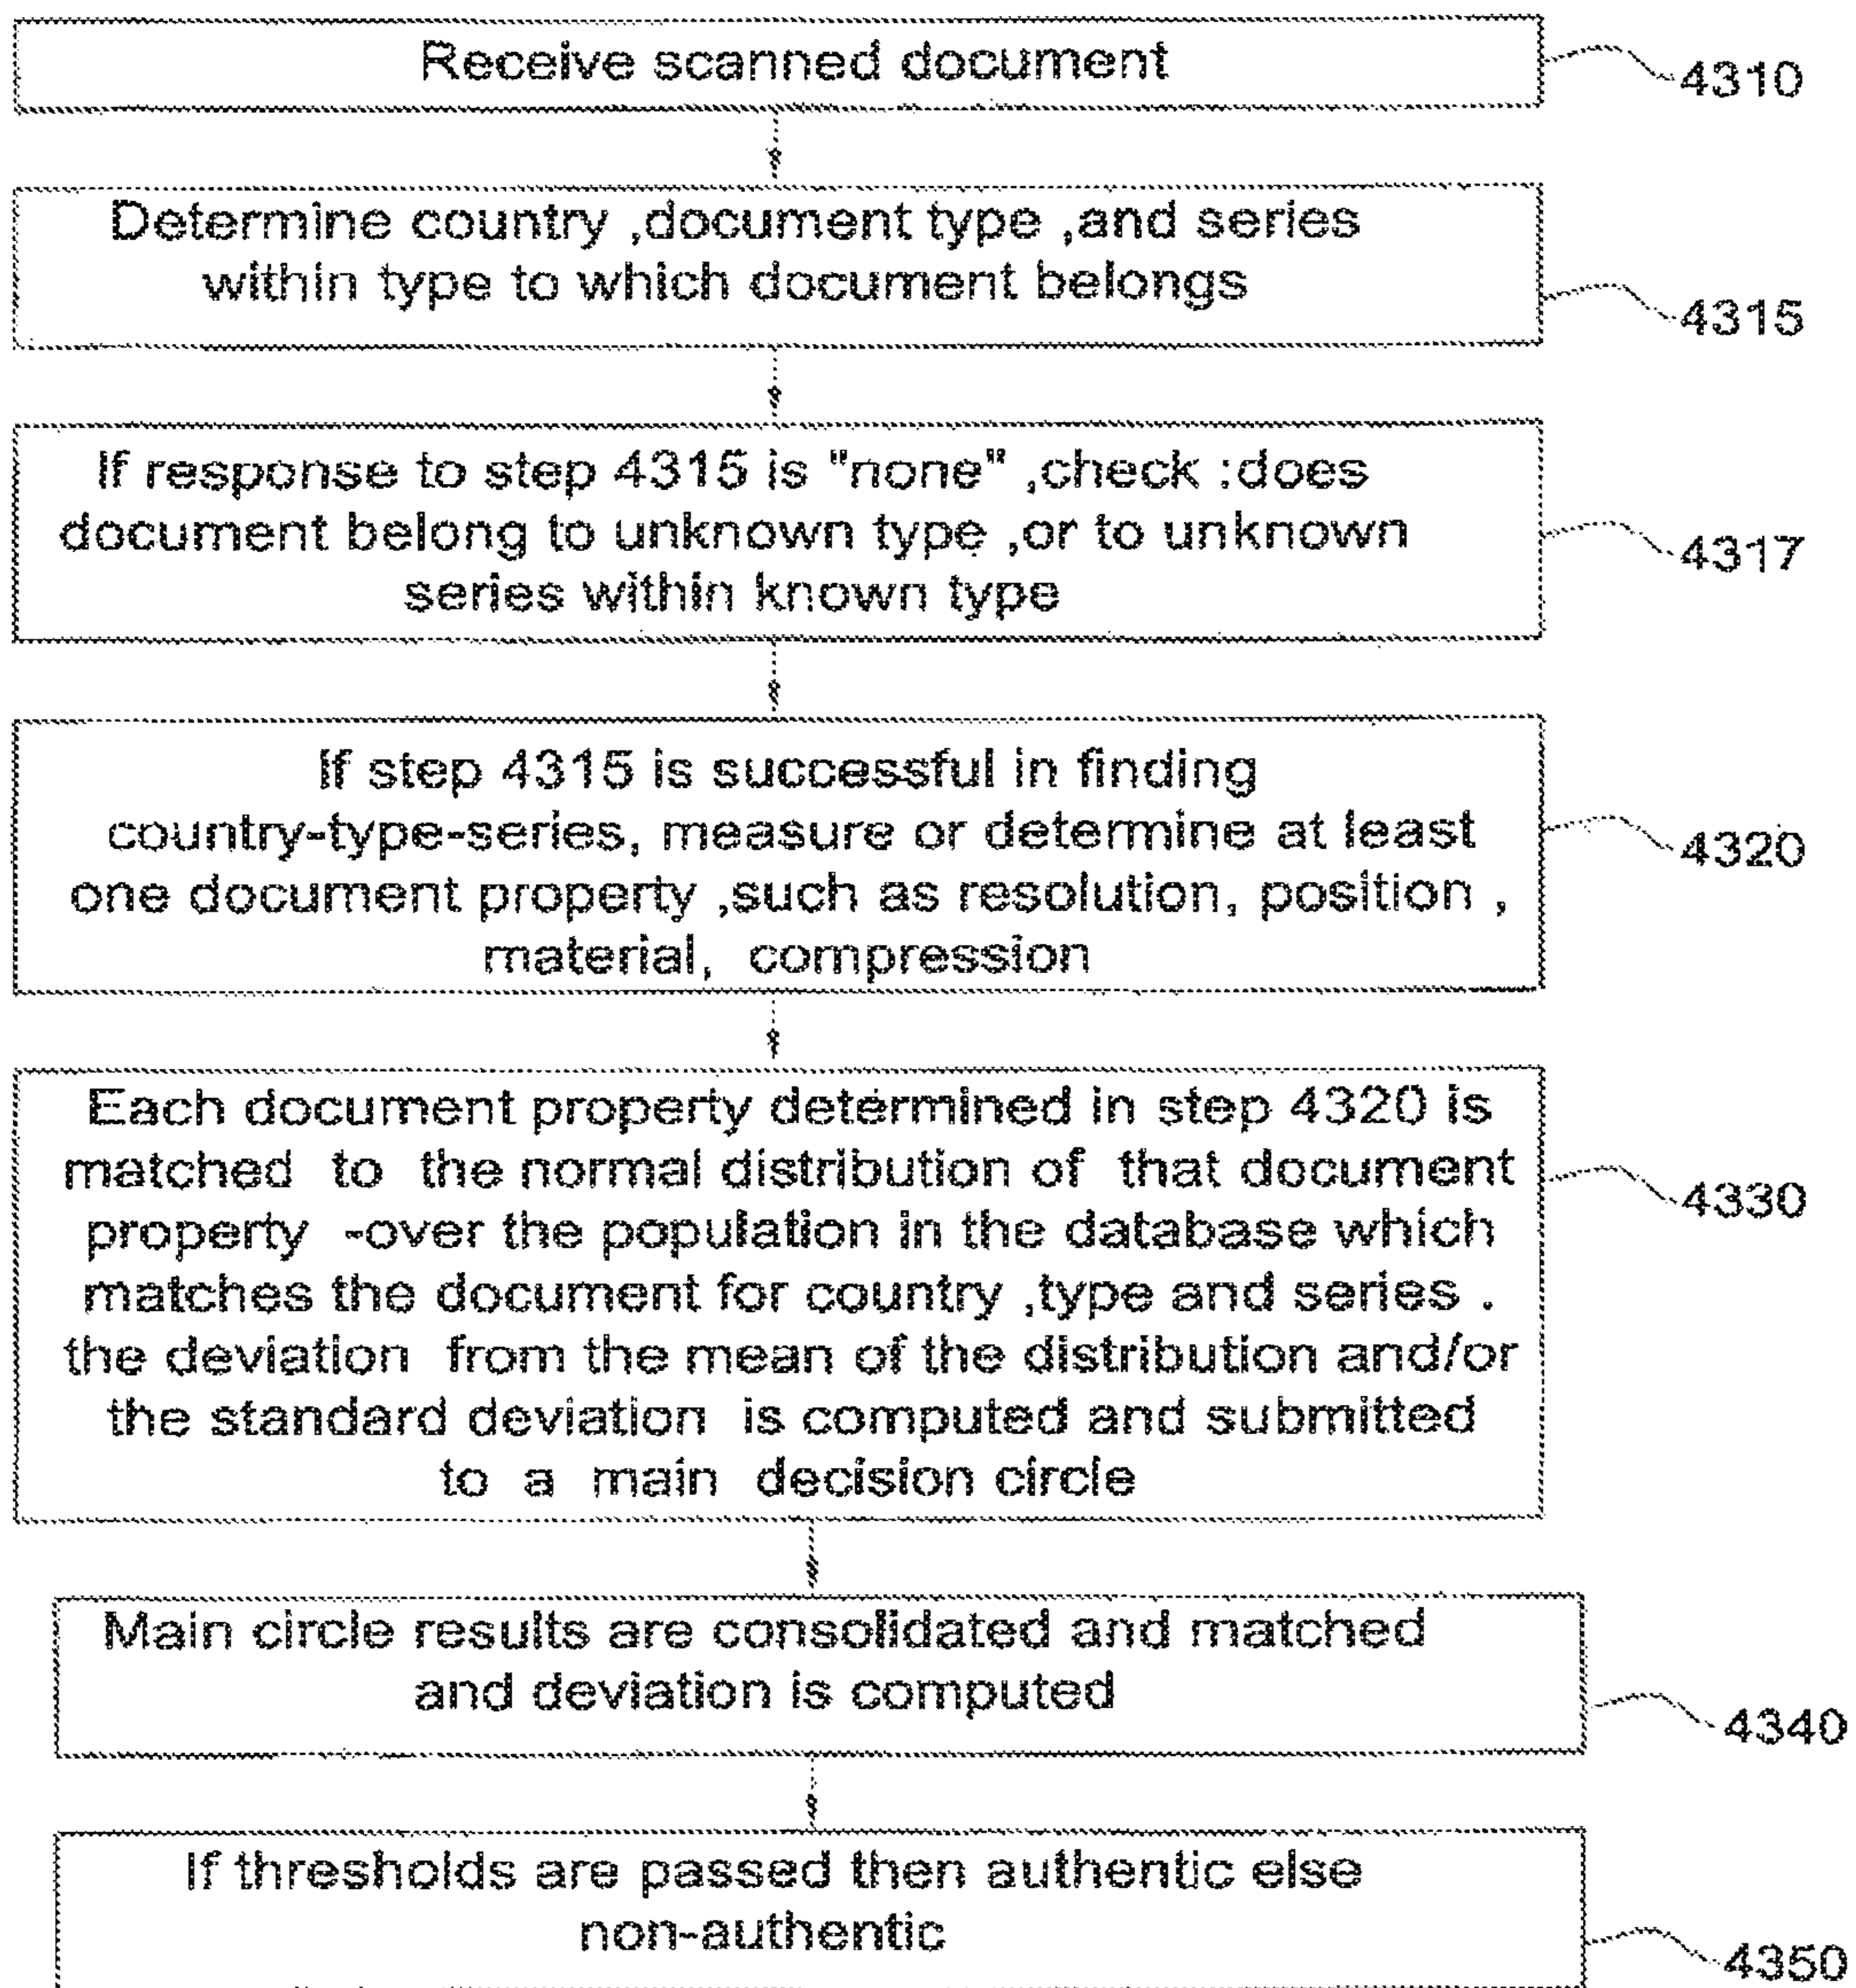 Receive scanned document
4310
Determine country ,document type ,and series
within type to which document belongs
4315
If response to step 4315 is "none" ,check :does
document belong to unknown type ,or to unknown
series within known type
4317
If step 4315 is successful in finding
country-type-series, measure or determine at least
one document property ,such as resolution, position ,
material, compression
4320
Each document property determined in step 4320 is
matched to the normal distribution of that document
property -over the population in the database which
matches the document for country ,type and series .
the deviation from the mean of the distribution and/or
the standard deviation is computed and submitted
to a main decision circle
4330
Main circle results are consolidated and matched
and deviation is computed
4340
If thresholds are passed then authentic else
non-authentic
4350